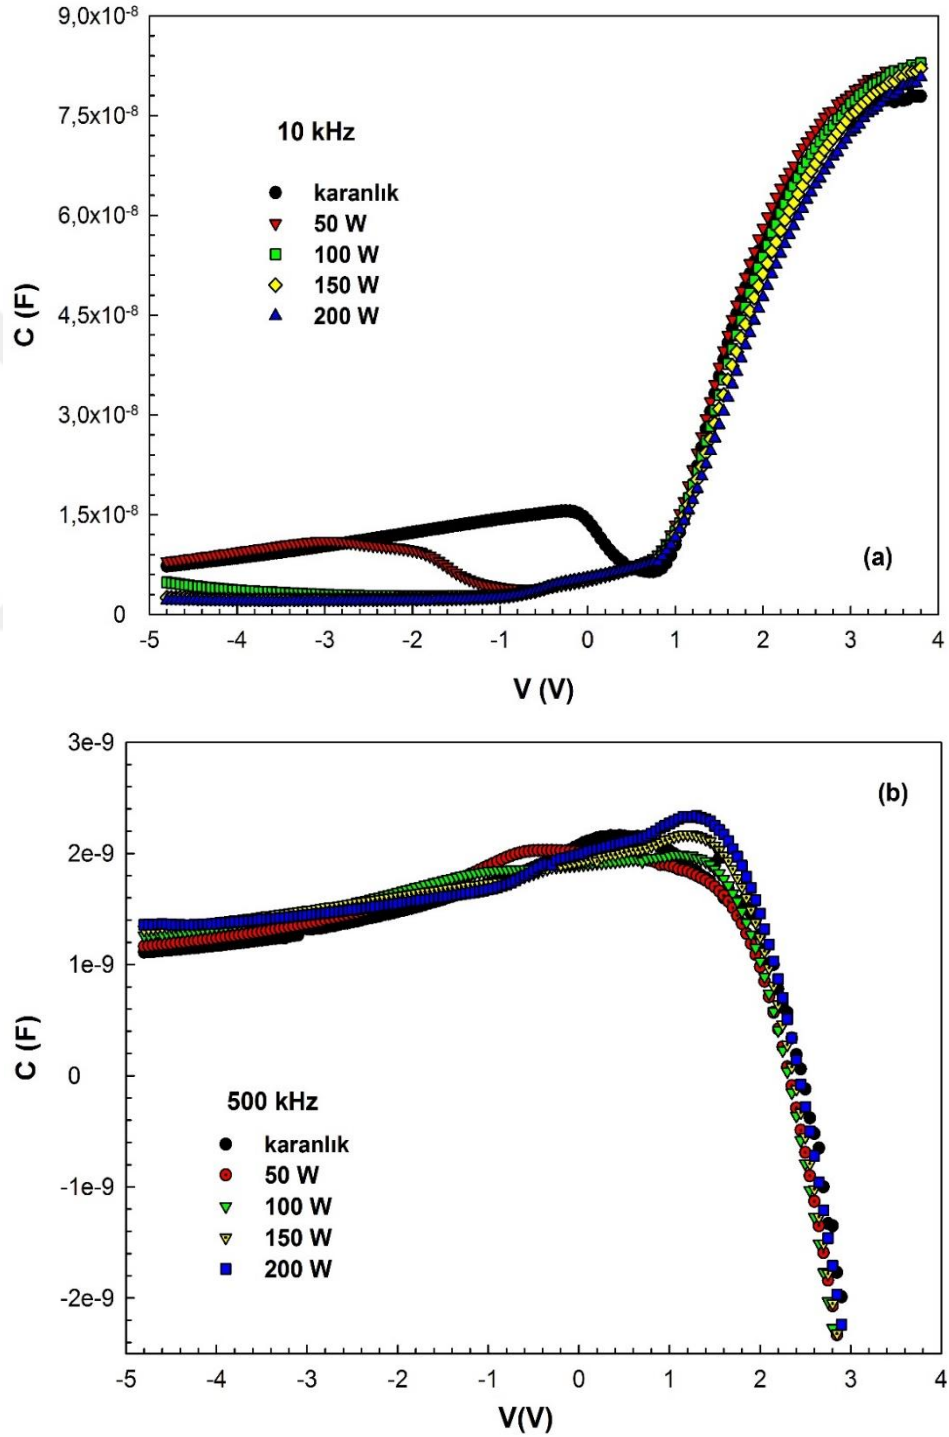 9,0x10-8
7,5x10-8
6,0x10-8
4,5x10-8
3,0x10-8
1,5x10-8
0
C (F)
10 kHz
karanlık
50 W
100 W
150 W
200 W
(a)
-5 -4 -3 -2 -1 0 1 2 3 4
V (V)
3e-9
2e-9
1e-9
0
-1e-9
-2e-9
C (F)
(b)
500 kHz
karanlık
50 W
100 W
150 W
200 W
-5 -4 -3 -2 -1 0 1 2 3 4
V(V)